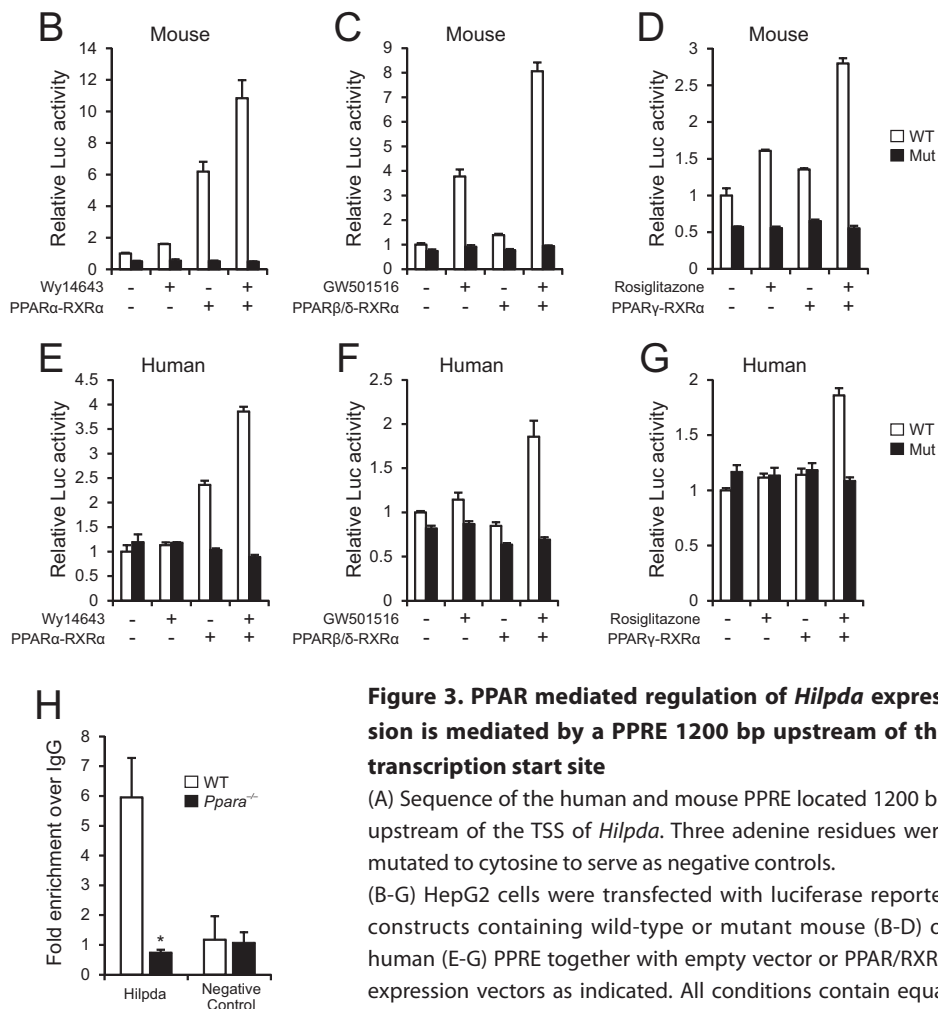 B
Mouse
Relative Luc activity
14
12
10
8
6
4
2
0
Wy14643 - + - +
PPARα-RXRα - - + +
C
Mouse
Relative Luc activity
9
8
7
6
5
4
3
2
1
0
GW501516 - + - +
PPARβ/δ-RXRα - - + +
D
Mouse
Relative Luc activity
3
2.5
2
1.5
1
0.5
0
Rosiglitazone - + - +
PPARγ-RXRα - - + +
WT
Mut
E
Human
Relative Luc activity
4.5
4
3.5
3
2.5
2
1.5
1
0.5
0
Wy14643 - + - +
PPARα-RXRα - - + +
F
Human
Relative Luc activity
2.5
2
1.5
1
0.5
0
GW501516 - + - +
PPARβ/δ-RXRα - - + +
G
Human
Relative Luc activity
2
1.5
1
0.5
0
Rosiglitazone - + - +
PPARγ-RXRα - - + +
WT
Mut
H
Fold enrichment over IgG
8
7
6
5
4
3
2
1
0
WT
Ppara-/-
*
Hilpda
Negative
Control
Figure 3. PPAR mediated regulation of Hilpda expres
sion is mediated by a PPRE 1200 bp upstream of th
transcription start site
(A) Sequence of the human and mouse PPRE located 1200 b
upstream of the TSS of Hilpda. Three adenine residues wer
mutated to cytosine to serve as negative controls.
(B-G) HepG2 cells were transfected with luciferase reporte
constructs containing wild-type or mutant mouse (B-D) o
human (E-G) PPRE together with empty vector or PPAR/RXR
expression vectors as indicated. All conditions contain equa